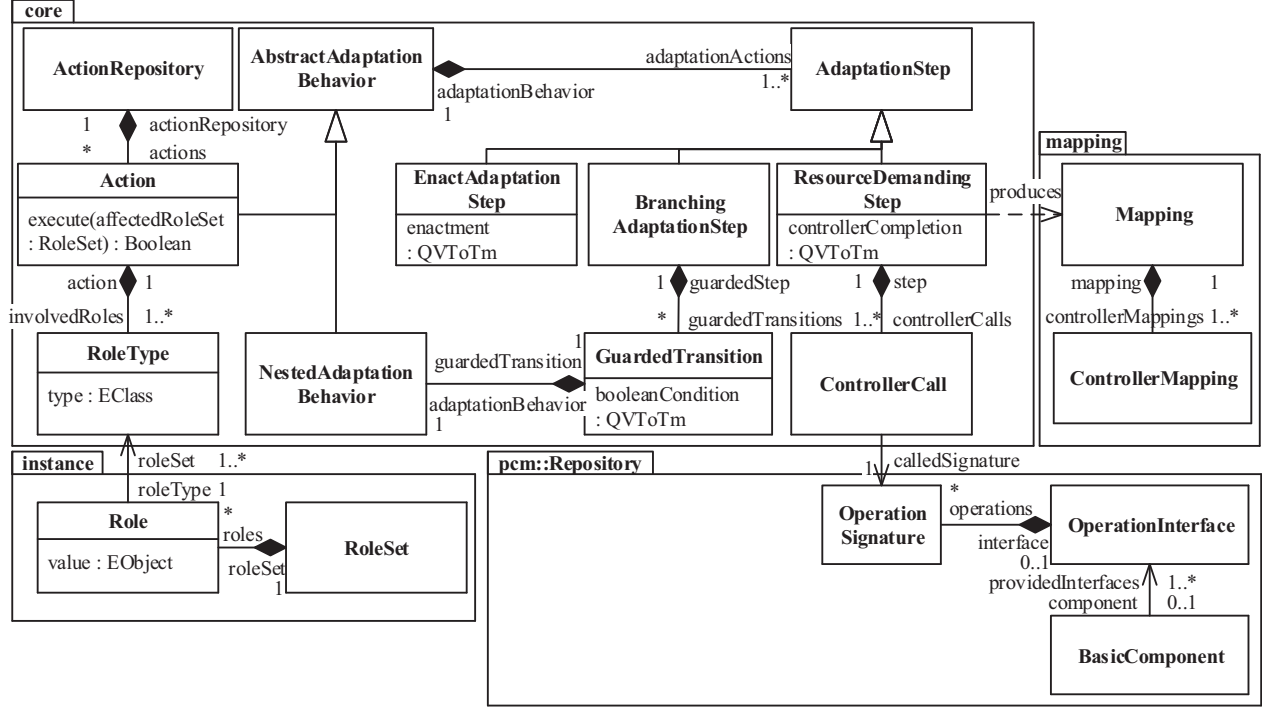 core
ActionRepository
AbstractAdaptation
Behavior
adaptationActions
1..*
adaptationBehavior
1
AdaptationStep
1
actionRepository
*
actions
Action
execute(affectedRoleSet
: RoleSet) : Boolean
EnactAdaptation
Step
enactment
: QVToTm
Branching
AdaptationStep
ResourceDemanding
Step
controllerCompletion
: QVToTm
produces
mapping
Mapping
action
1
involvedRoles
1..*
1
guardedStep
*
guardedTransitions
1
step
1..*
controllerCalls
mapping
1
controllerMappings
1..*
RoleType
type : EClass
NestedAdaptation
Behavior
1
guardedTransition
adaptationBehavior
1
GuardedTransition
booleanCondition
: QVToTm
ControllerCall
ControllerMapping
instance
roleSet
1..*
roleType
1
Role
value : EObject
*
roles
roleSet
1
RoleSet
pcm::Repository
1
calledSignature
Operation
Signature
*
operations
interface
0..1
OperationInterface
providedInterfaces
1..*
component
0..1
BasicComponent